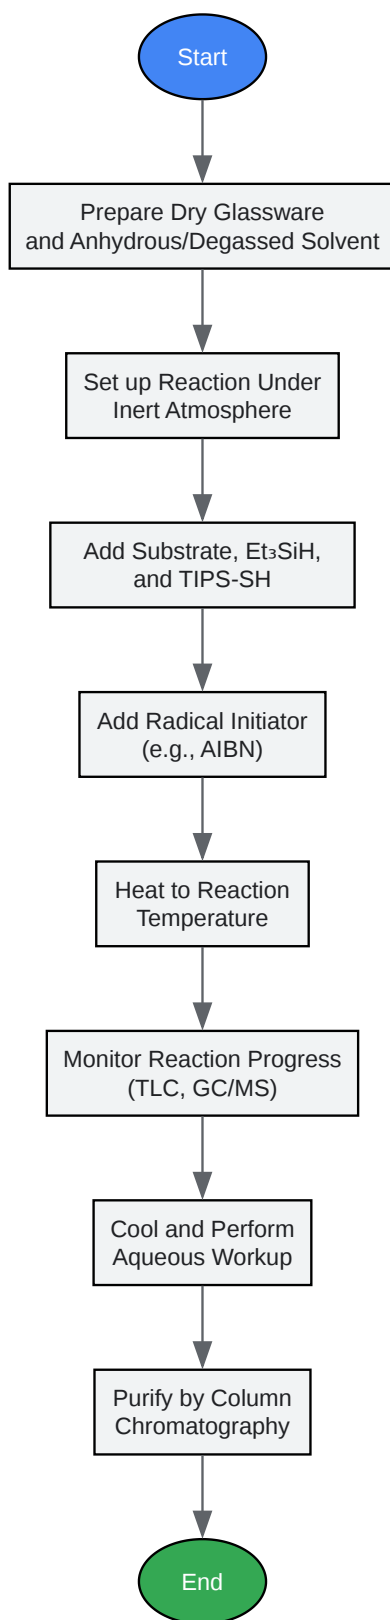 Start
Prepare Dry Glassware
and Anhydrous/Degassed Solvent
Set up Reaction Under
Inert Atmosphere
Add Substrate, Et₃SiH,
and TIPS-SH
Add Radical Initiator
(e.g., AIBN)
Heat to Reaction
Temperature
Monitor Reaction Progress
(TLC, GC/MS)
Cool and Perform
Aqueous Workup
Purify by Column
Chromatography
End